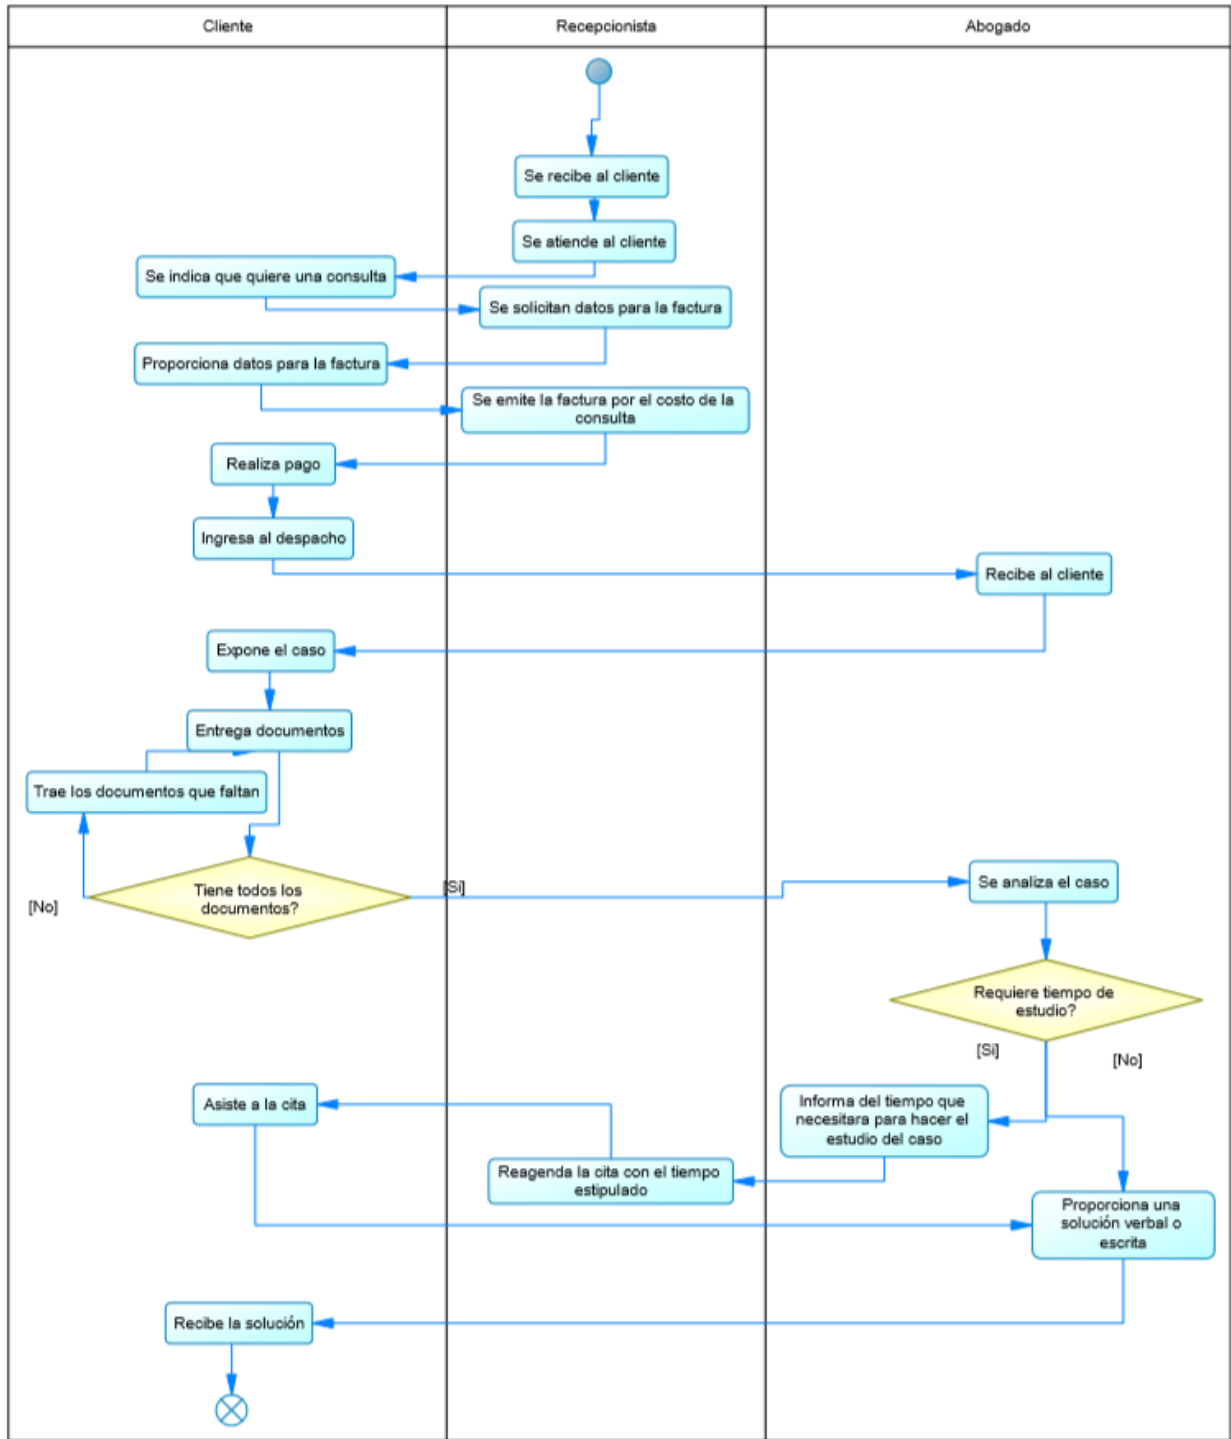 Cliente
Recepcionista
Abogado
Se recibe al cliente
Se atiende al cliente
Se indica que quiere una consulta
Se solicitan datos para la factura
Proporciona datos para la factura
Se emite la factura por el costo de la
consulta
Realiza pago
Ingresa al despacho
Recibe al cliente
Expone el caso
Entrega documentos
Trae los documentos que faltan
Tiene todos los
documentos?
[No]
[Si]
Se analiza el caso
Requiere tiempo de
estudio?
[Si]
[No]
Informa del tiempo que
necesitara para hacer el
estudio del caso
Asiste a la cita
Reagenda la cita con el tiempo
estipulado
Proporciona una
solución verbal o
escrita
Recibe la solución